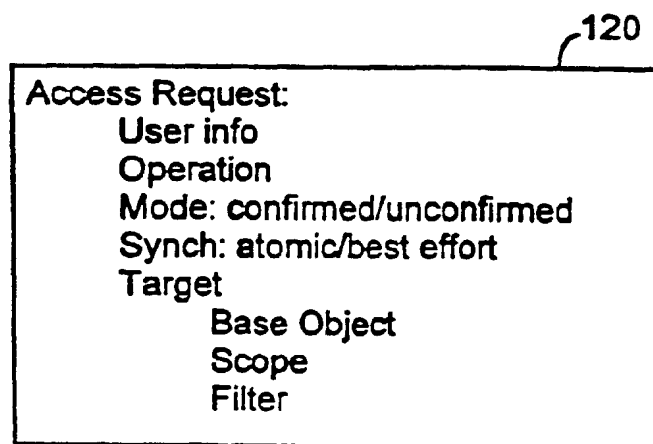 120
Access Request:
User info
Operation
Mode: confirmed/unconfirmed
Synch: atomic/best effort
Target
Base Object
Scope
Filter